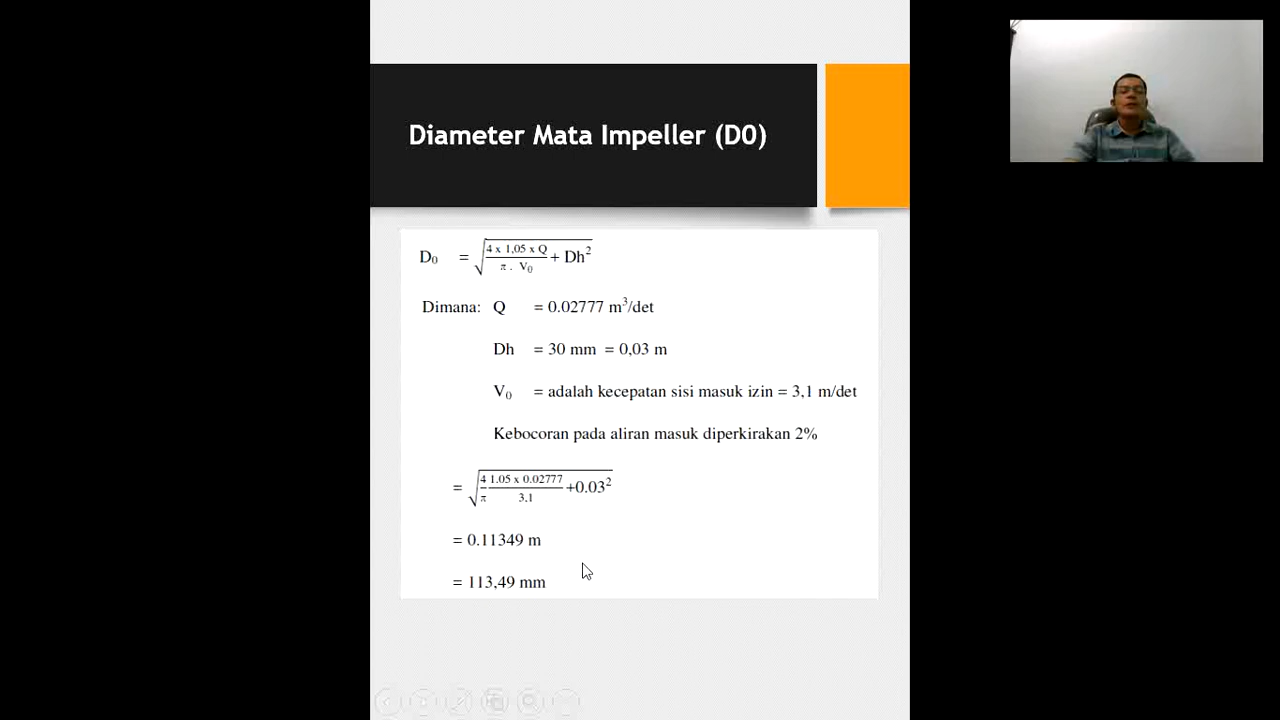 Diameter Mata Impeller (D0)
D₀ = √(4 x 1,05 x Q / π . V₀ + Dh²)
Dimana: Q = 0.02777 m³/det
Dh = 30 mm = 0,03 m
V₀ = adalah kecepatan sisi masuk izin = 3,1 m/det
Kebocoran pada aliran masuk diperkirakan 2%
= √(4/π 1.05 x 0.02777 / 3.1 +0.03²)
= 0.11349 m
= 113,49 mm